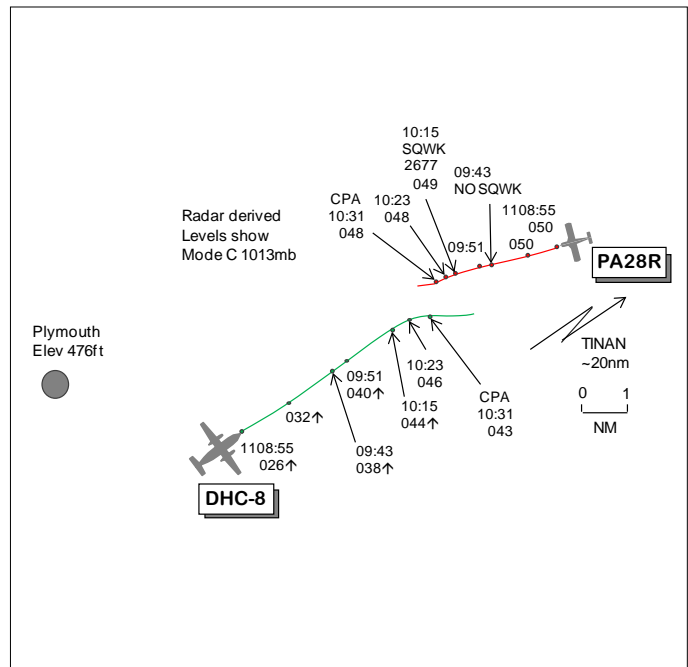 10:15
SQWK
2677
049
09:43
NO SQWK
CPA
10:31
048
10:23
048
1108:55
050
050
09:51
Radar derived
Levels show
Mode C 1013mb
PA28R
Plymouth
Elev 476ft
TINAN
~20nm
0 1
NM
09:51
040↑
10:23
046
032↑
10:15
044↑
CPA
10:31
043
1108:55
026↑
09:43
038↑
DHC-8